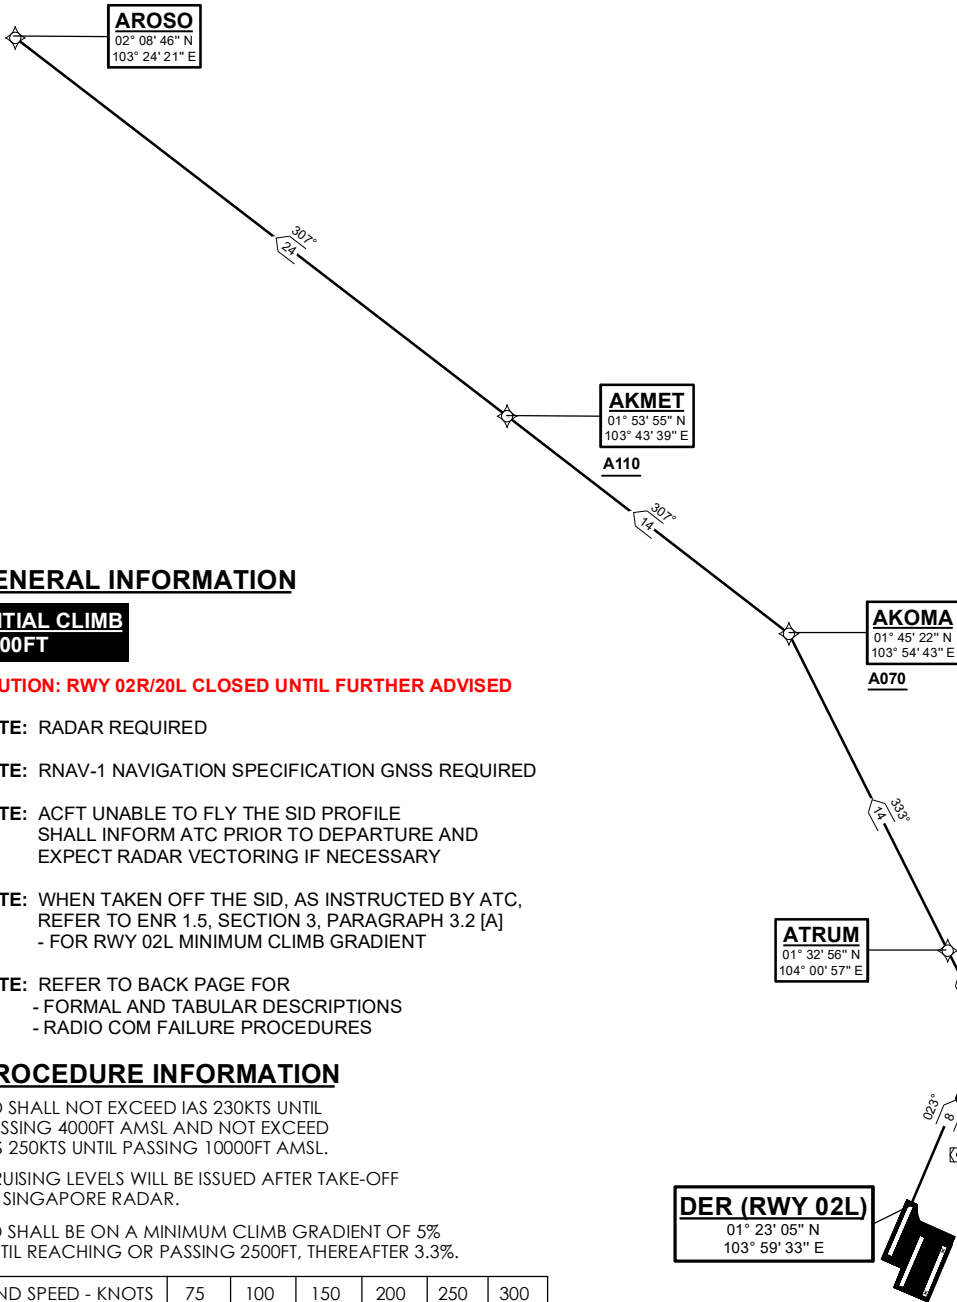 AROSO
02° 08' 46" N
103° 24' 21" E
307°
24
AKMET
01° 53' 55" N
103° 43' 39" E
A110
307°
14
AKOMA
01° 45' 22" N
103° 54' 43" E
A070
333°
14
ATRUM
01° 32' 56" N
104° 00' 57" E
023°
8
DER (RWY 02L)
01° 23' 05" N
103° 59' 33" E
ENERAL INFORMATION
ITIAL CLIMB
00FT
UTION: RWY 02R/20L CLOSED UNTIL FURTHER ADVISED
TE: RADAR REQUIRED
TE: RNAV-1 NAVIGATION SPECIFICATION GNSS REQUIRED
TE: ACFT UNABLE TO FLY THE SID PROFILE
SHALL INFORM ATC PRIOR TO DEPARTURE AND
EXPECT RADAR VECTORING IF NECESSARY
TE: WHEN TAKEN OFF THE SID, AS INSTRUCTED BY ATC,
REFER TO ENR 1.5, SECTION 3, PARAGRAPH 3.2 [A]
- FOR RWY 02L MINIMUM CLIMB GRADIENT
TE: REFER TO BACK PAGE FOR
- FORMAL AND TABULAR DESCRIPTIONS
- RADIO COM FAILURE PROCEDURES
ROCEDURE INFORMATION
D SHALL NOT EXCEED IAS 230KTS UNTIL
SSING 4000FT AMSL AND NOT EXCEED
S 250KTS UNTIL PASSING 10000FT AMSL.
RUISING LEVELS WILL BE ISSUED AFTER TAKE-OFF
SINGAPORE RADAR.
D SHALL BE ON A MINIMUM CLIMB GRADIENT OF 5%
TIL REACHING OR PASSING 2500FT, THEREAFTER 3.3%.
ND SPEED - KNOTS 75 100 150 200 250 300